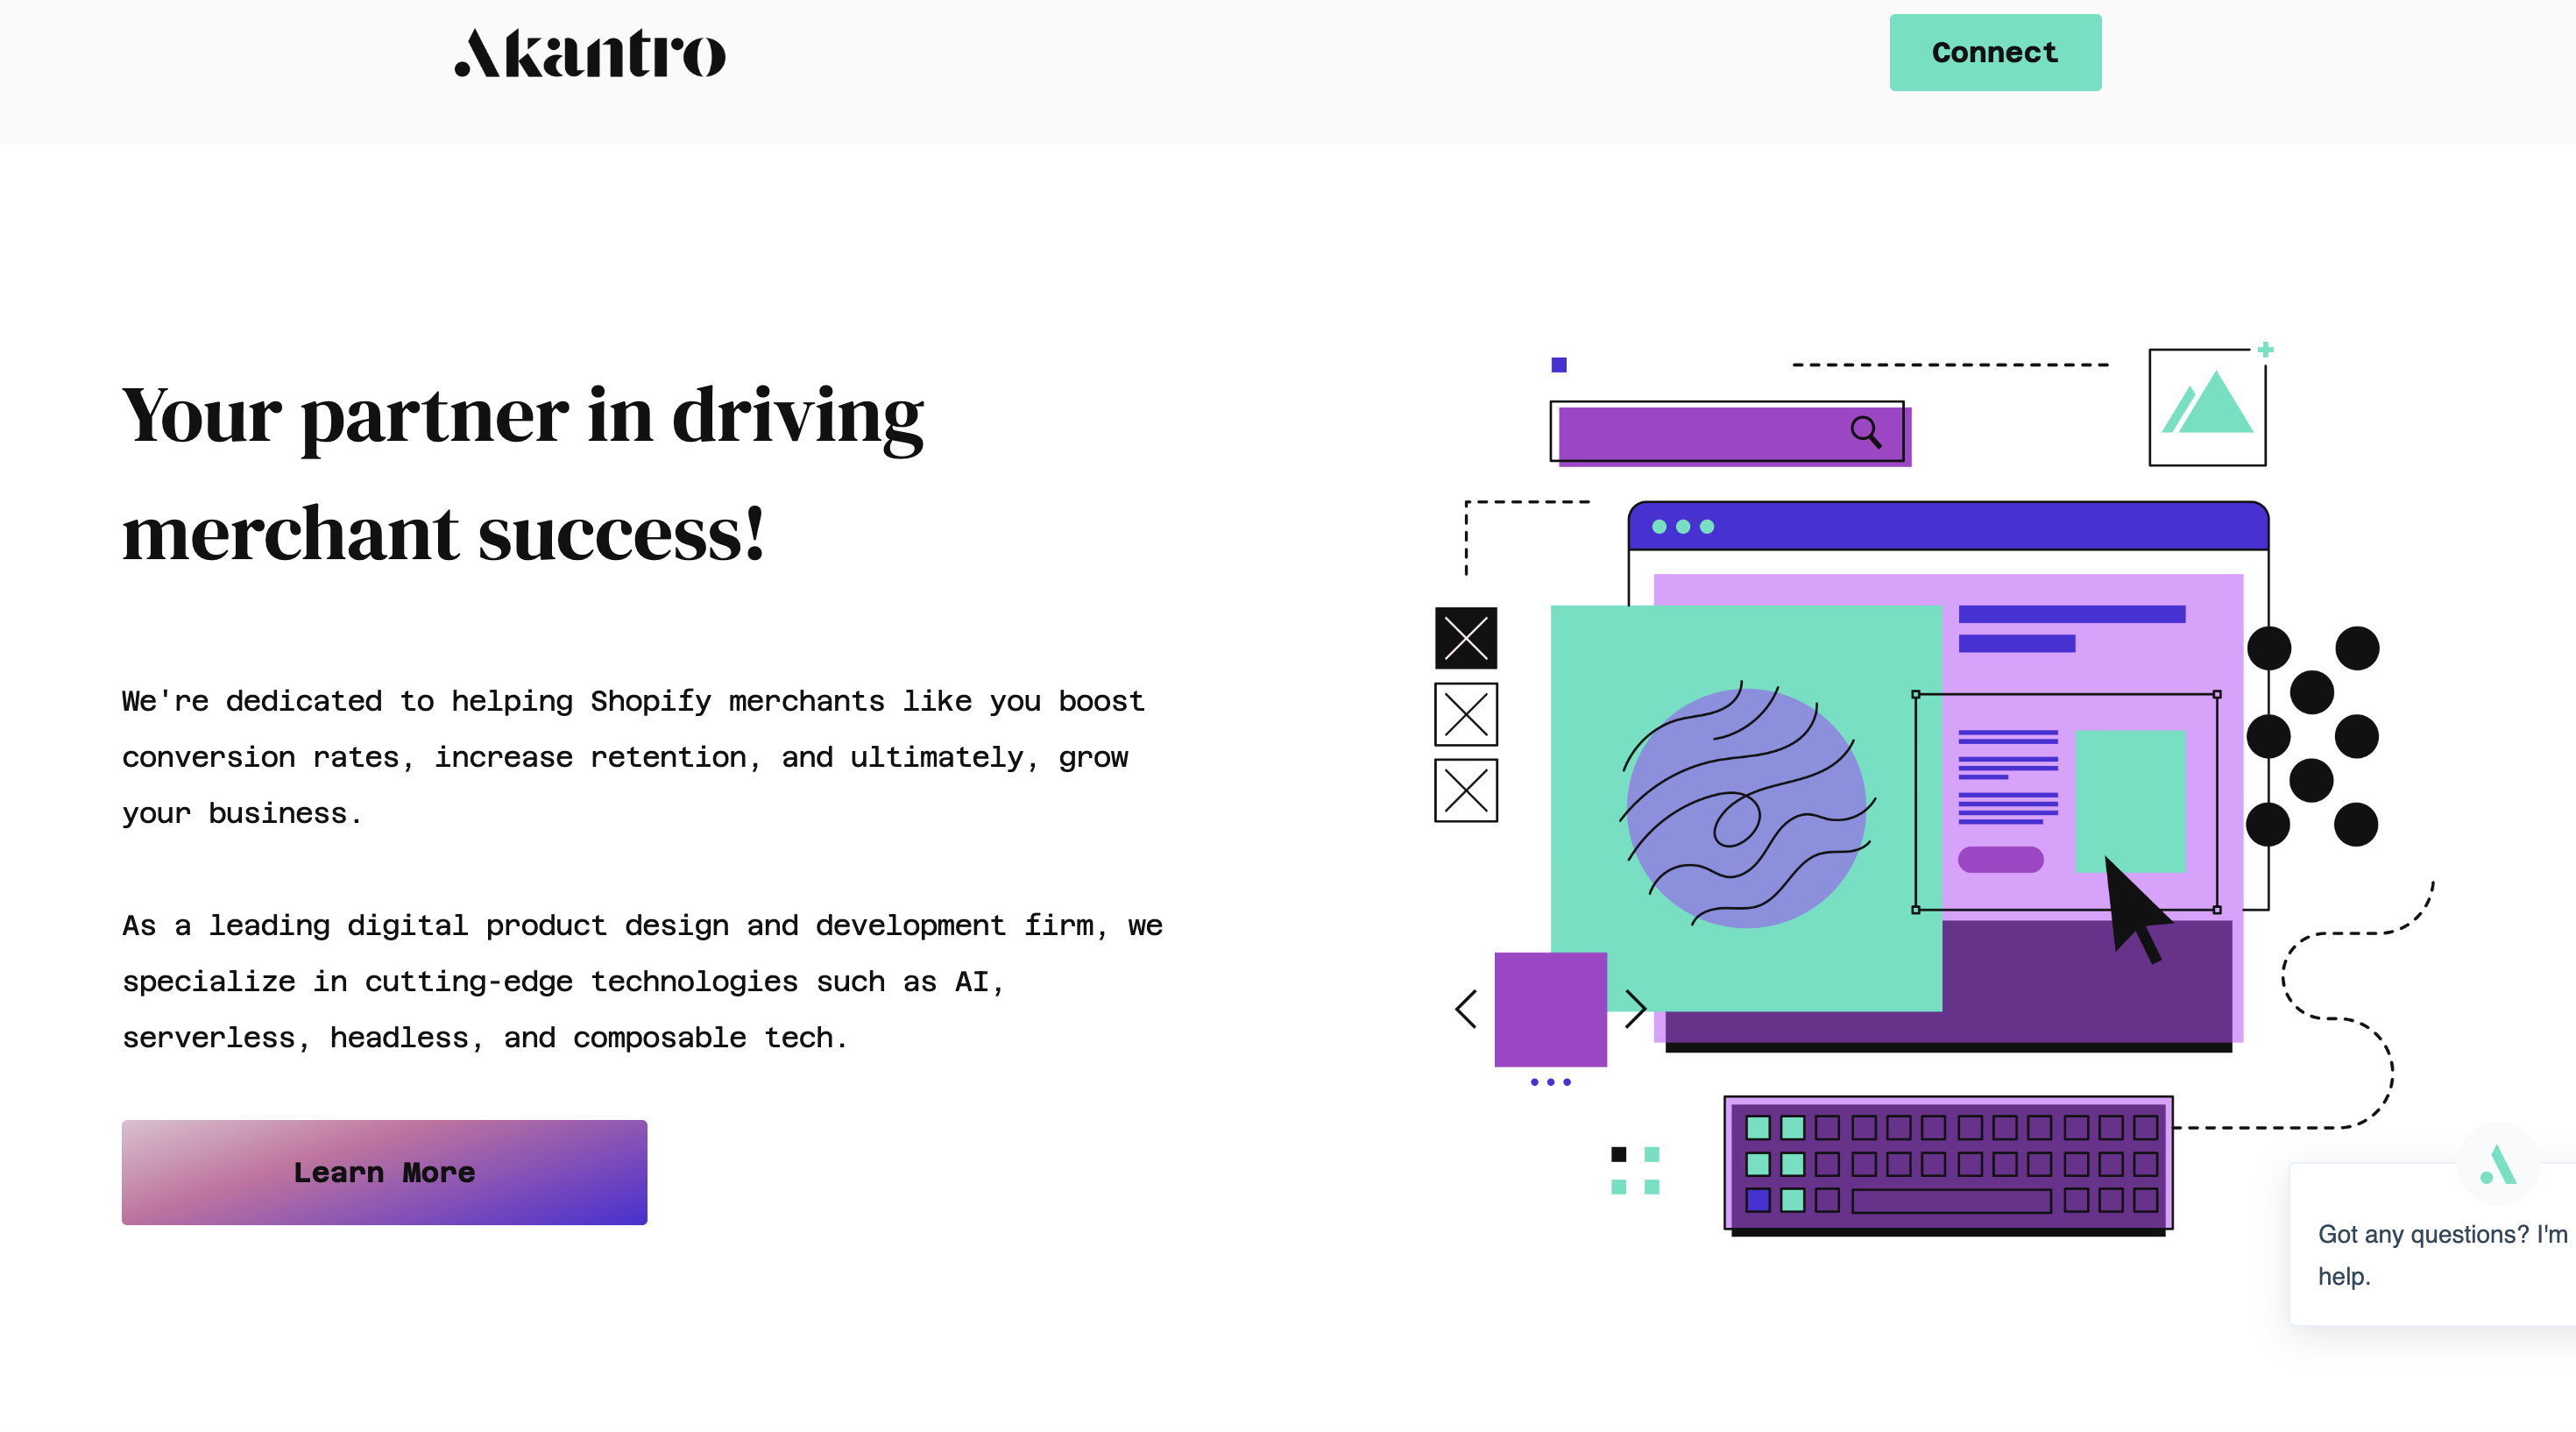 Akantro
Connect
Your partner in driving
merchant success!
We're dedicated to helping Shopify merchants like you boost
conversion rates, increase retention, and ultimately, grow
your business.
As a leading digital product design and development firm, we
specialize in cutting-edge technologies such as AI,
serverless, headless, and composable tech.
Learn More
Got any questions? I'm
help.